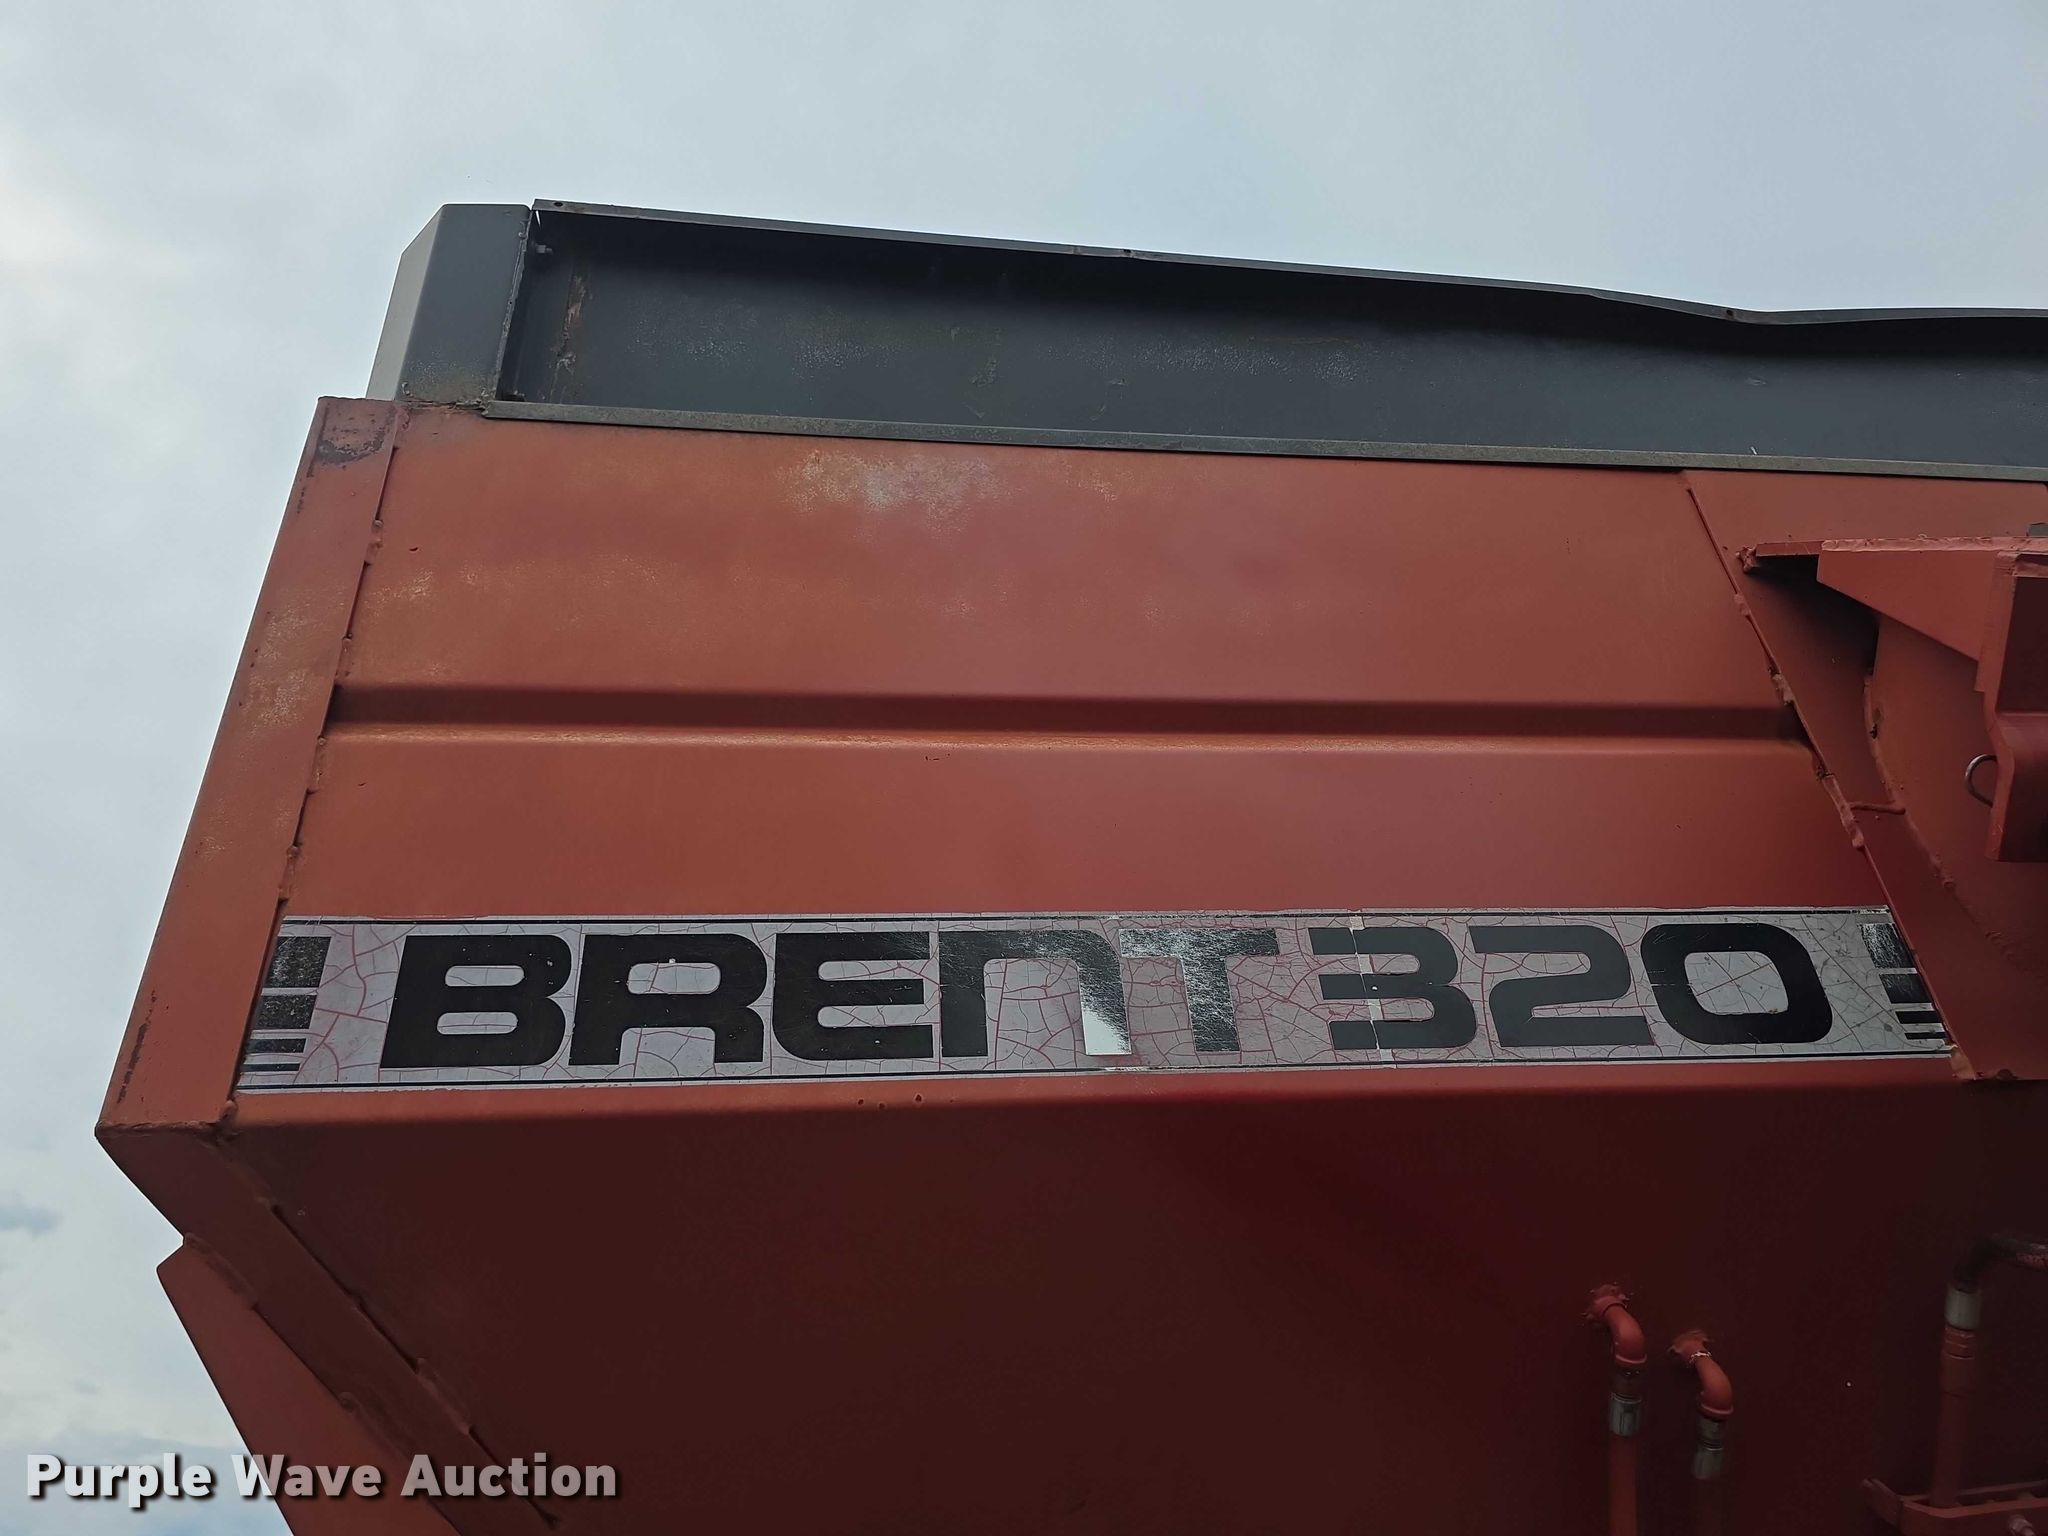 BRENT 320
Purple Wave Auction